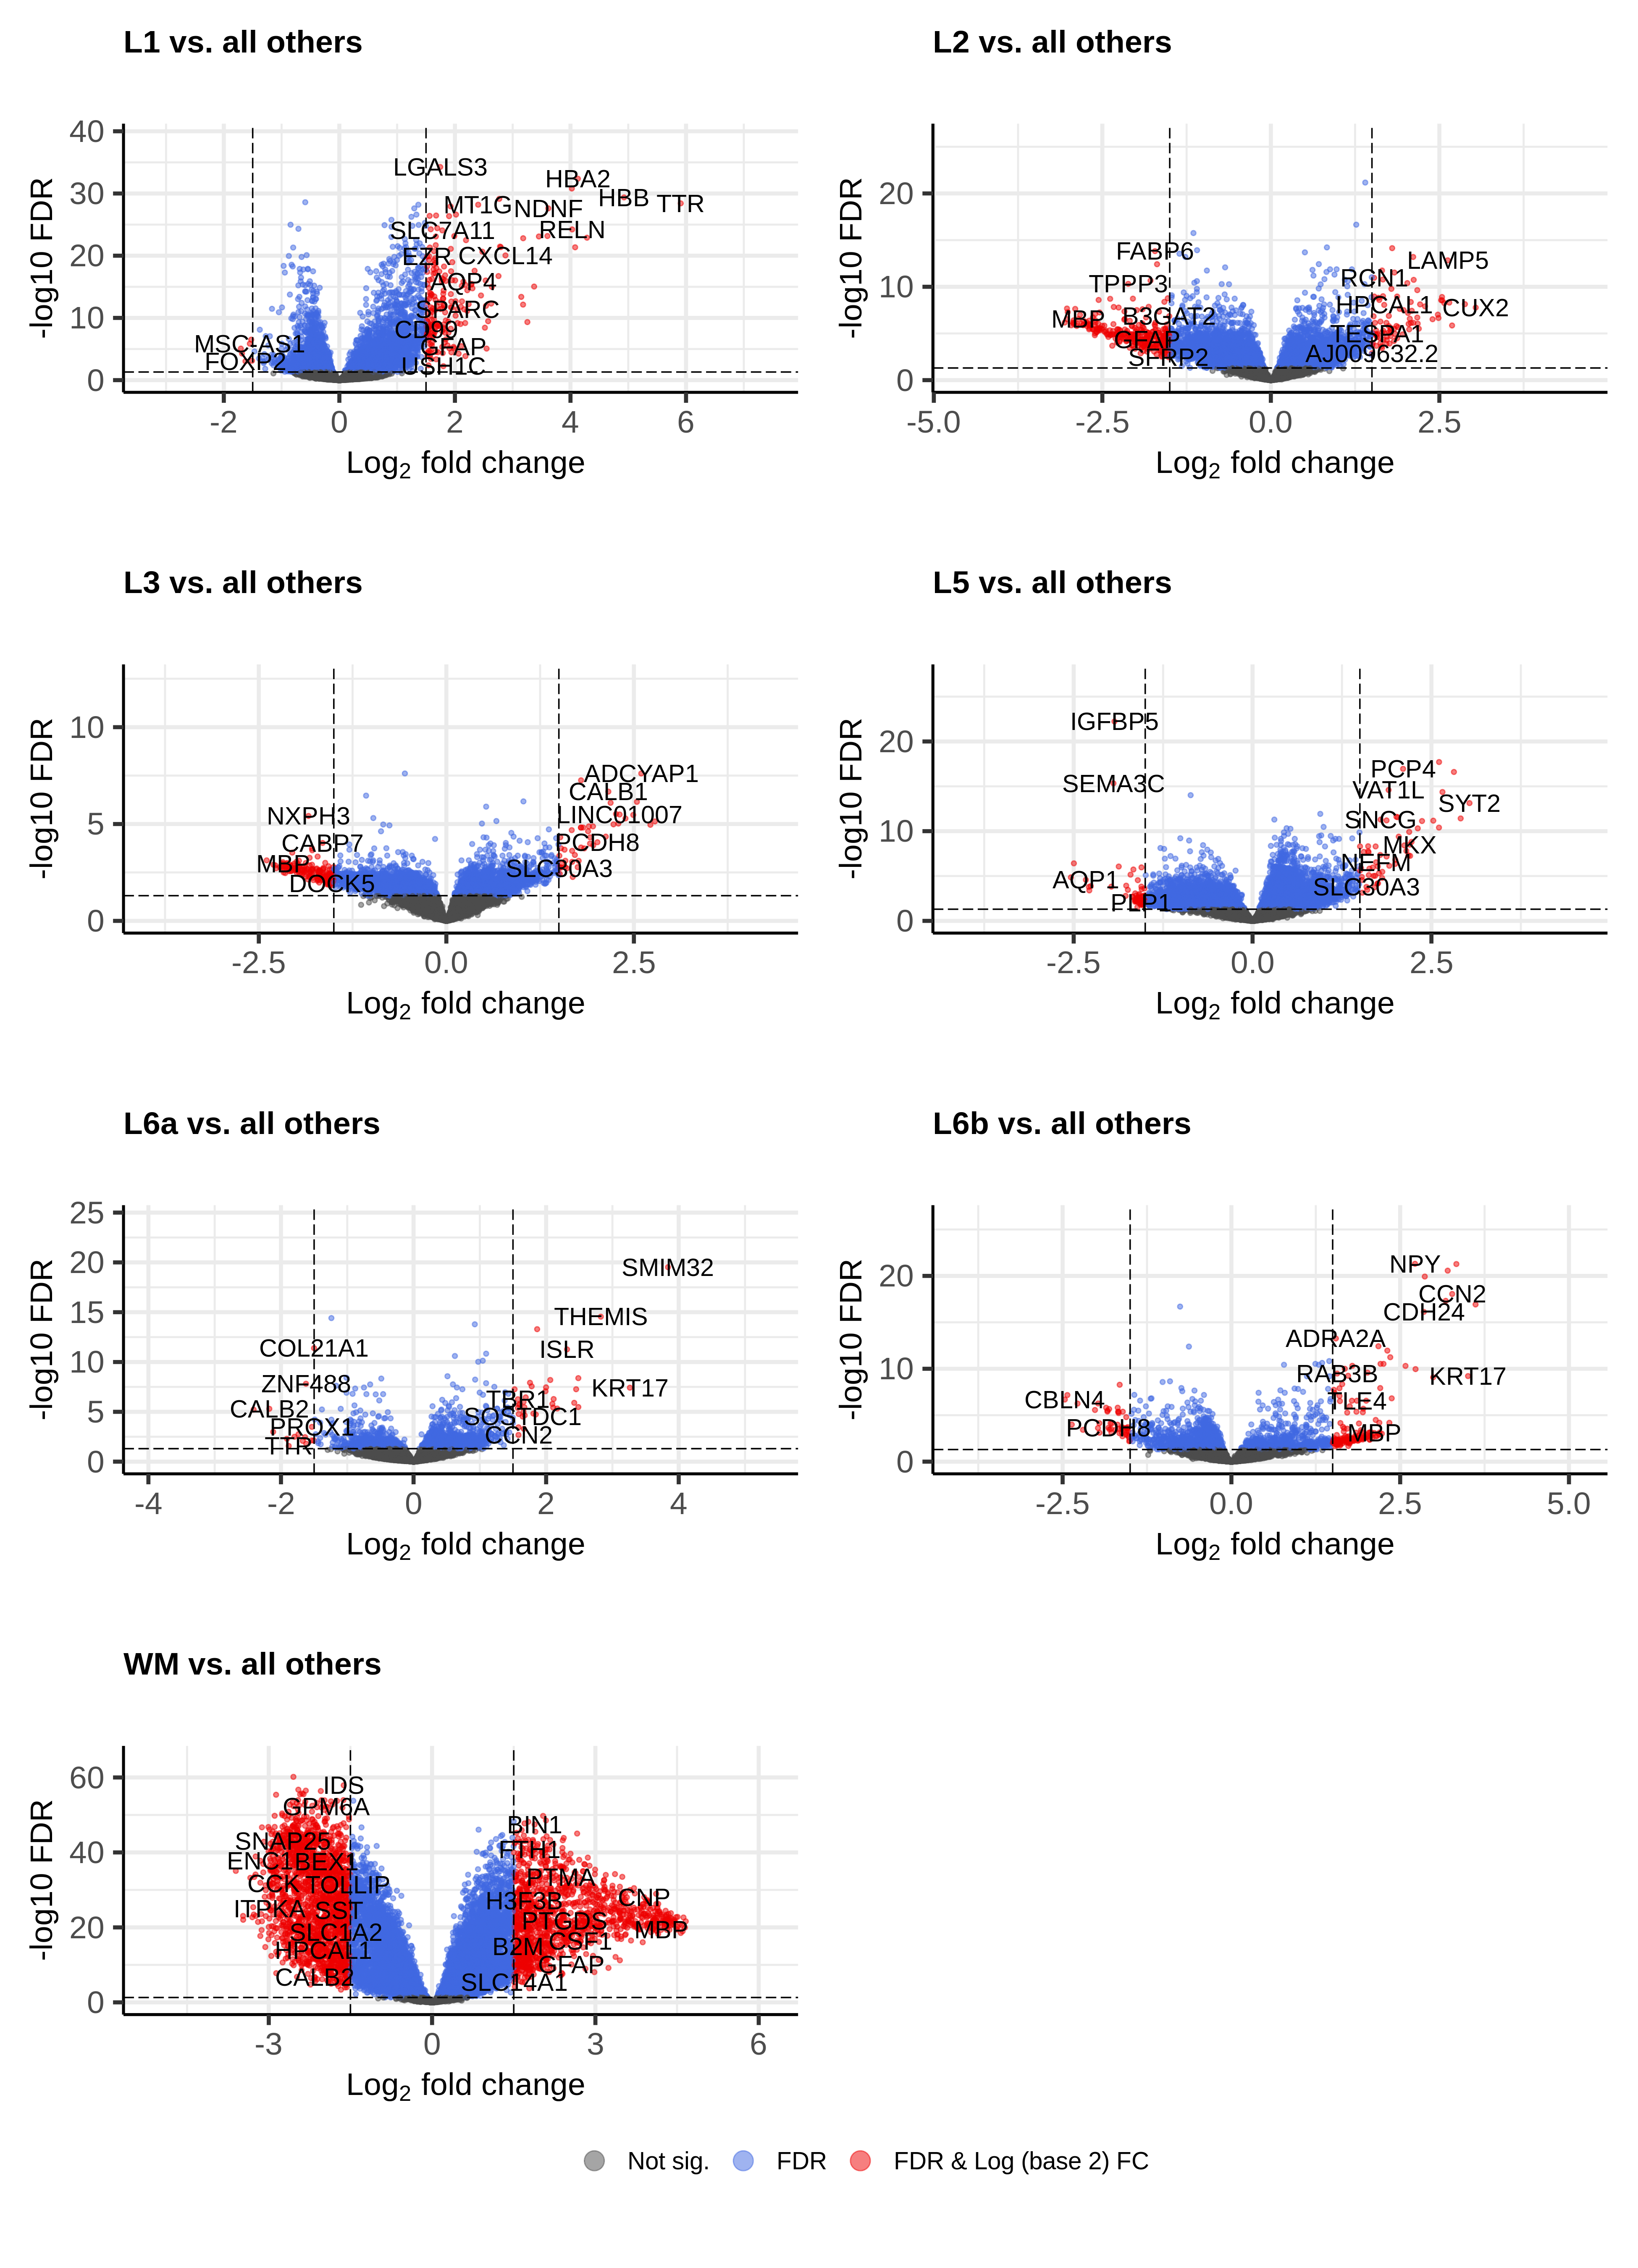 L1 vs. all others
40
30
20
10
0
-log10 FDR
LGALS3
HBA2
HBB TTR
MT1G NDNF
SLC7A11 RELN
EZR CXCL14
AQP4
SPARC
CD99
MSC-AS1
GFAP
FOXP2
USH1C
-2 0 2 4 6
Log2 fold change
L2 vs. all others
20
10
0
-log10 FDR
FABP6
LAMP5
TPPP3 RGN1
HPCAL1 CUX2
MBP B3GAT2
GFAP TESPA1
SFRP2 AJ009632.2
-5.0 -2.5 0.0 2.5
Log2 fold change
L3 vs. all others
10
5
0
-log10 FDR
ADCYAP1
CALB1
NXPH3 LINC01007
CABP7 PCDH8
MBP SLC30A3
DOCK5
-2.5 0.0 2.5
Log2 fold change
L5 vs. all others
20
10
0
-log10 FDR
IGFBP5
PCP4
SEMA3C VAT1L
SYT2
SNCG
MKX
NEFM
AQP1 SLC30A3
PLP1
-2.5 0.0 2.5
Log2 fold change
L6a vs. all others
25
20
15
10
5
0
-log10 FDR
SMIM32
THEMIS
COL21A1 ISLR
ZNF488 KRT17
TBR1
CALB2 SOSTDC1
PROX1 CCN2
TTR
-4 -2 0 2 4
Log2 fold change
L6b vs. all others
20
10
0
-log10 FDR
NPY
CCN2
CDH24
ADRA2A
RAB3B KRT17
CBLN4 TLE4
PCDH8 MBP
-2.5 0.0 2.5 5.0
Log2 fold change
WM vs. all others
60
40
20
0
-log10 FDR
IDS
GPM6A
BIN1
SNAP25 FTH1
ENC1 BEX1
CCK TOLLIP PTMA
H3F3B CNP
ITPKA SST PTGDS
SLC1A2 MBP
HPCAL1 B2M CSF1
GFAP
CALB2 SLC14A1
-3 0 3 6
Log2 fold change
Not sig. FDR FDR & Log (base 2) FC